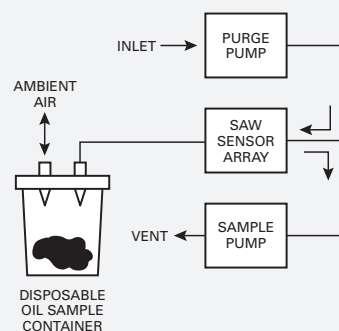 INLET
PURGE
PUMP
AMBIENT
AIR
SAW
SENSOR
ARRAY
VENT
SAMPLE
PUMP
DISPOSABLE
OIL SAMPLE
CONTAINER